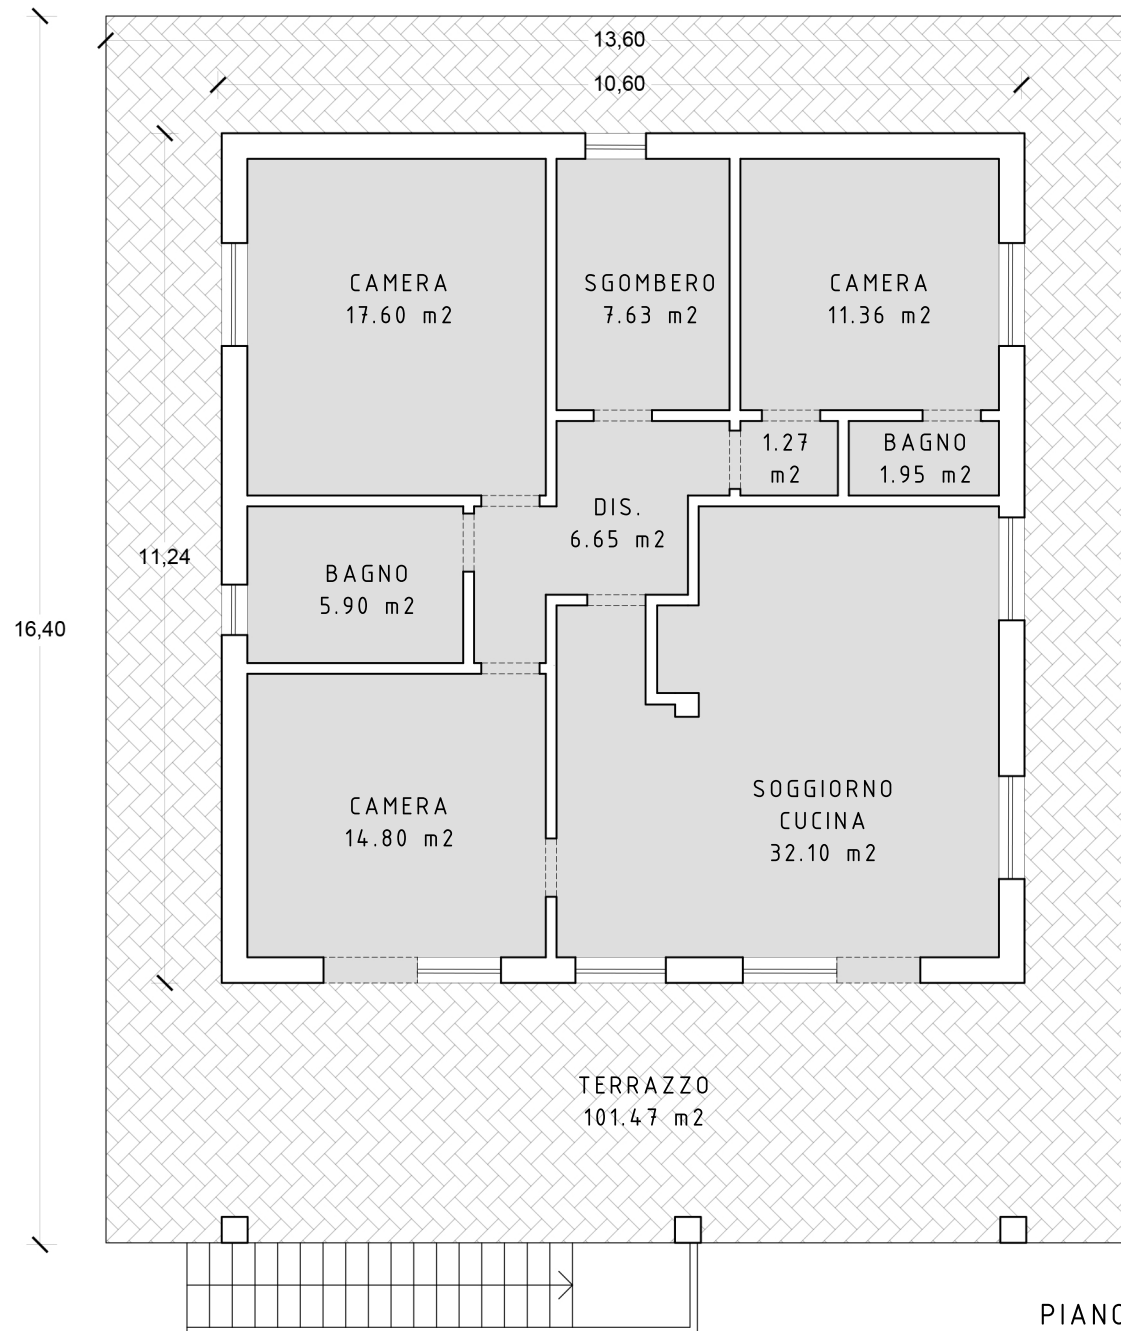 13,60
10,60
CAMERA
17.60 m2
SGOMBERO
7.63 m2
CAMERA
11.36 m2
1.27
m2
BAGNO
1.95 m2
DIS.
6.65 m2
11,24
BAGNO
5.90 m2
16,40
CAMERA
14.80 m2
SOGGIORNO
CUCINA
32.10 m2
TERRAZZO
101.47 m2
PIANO